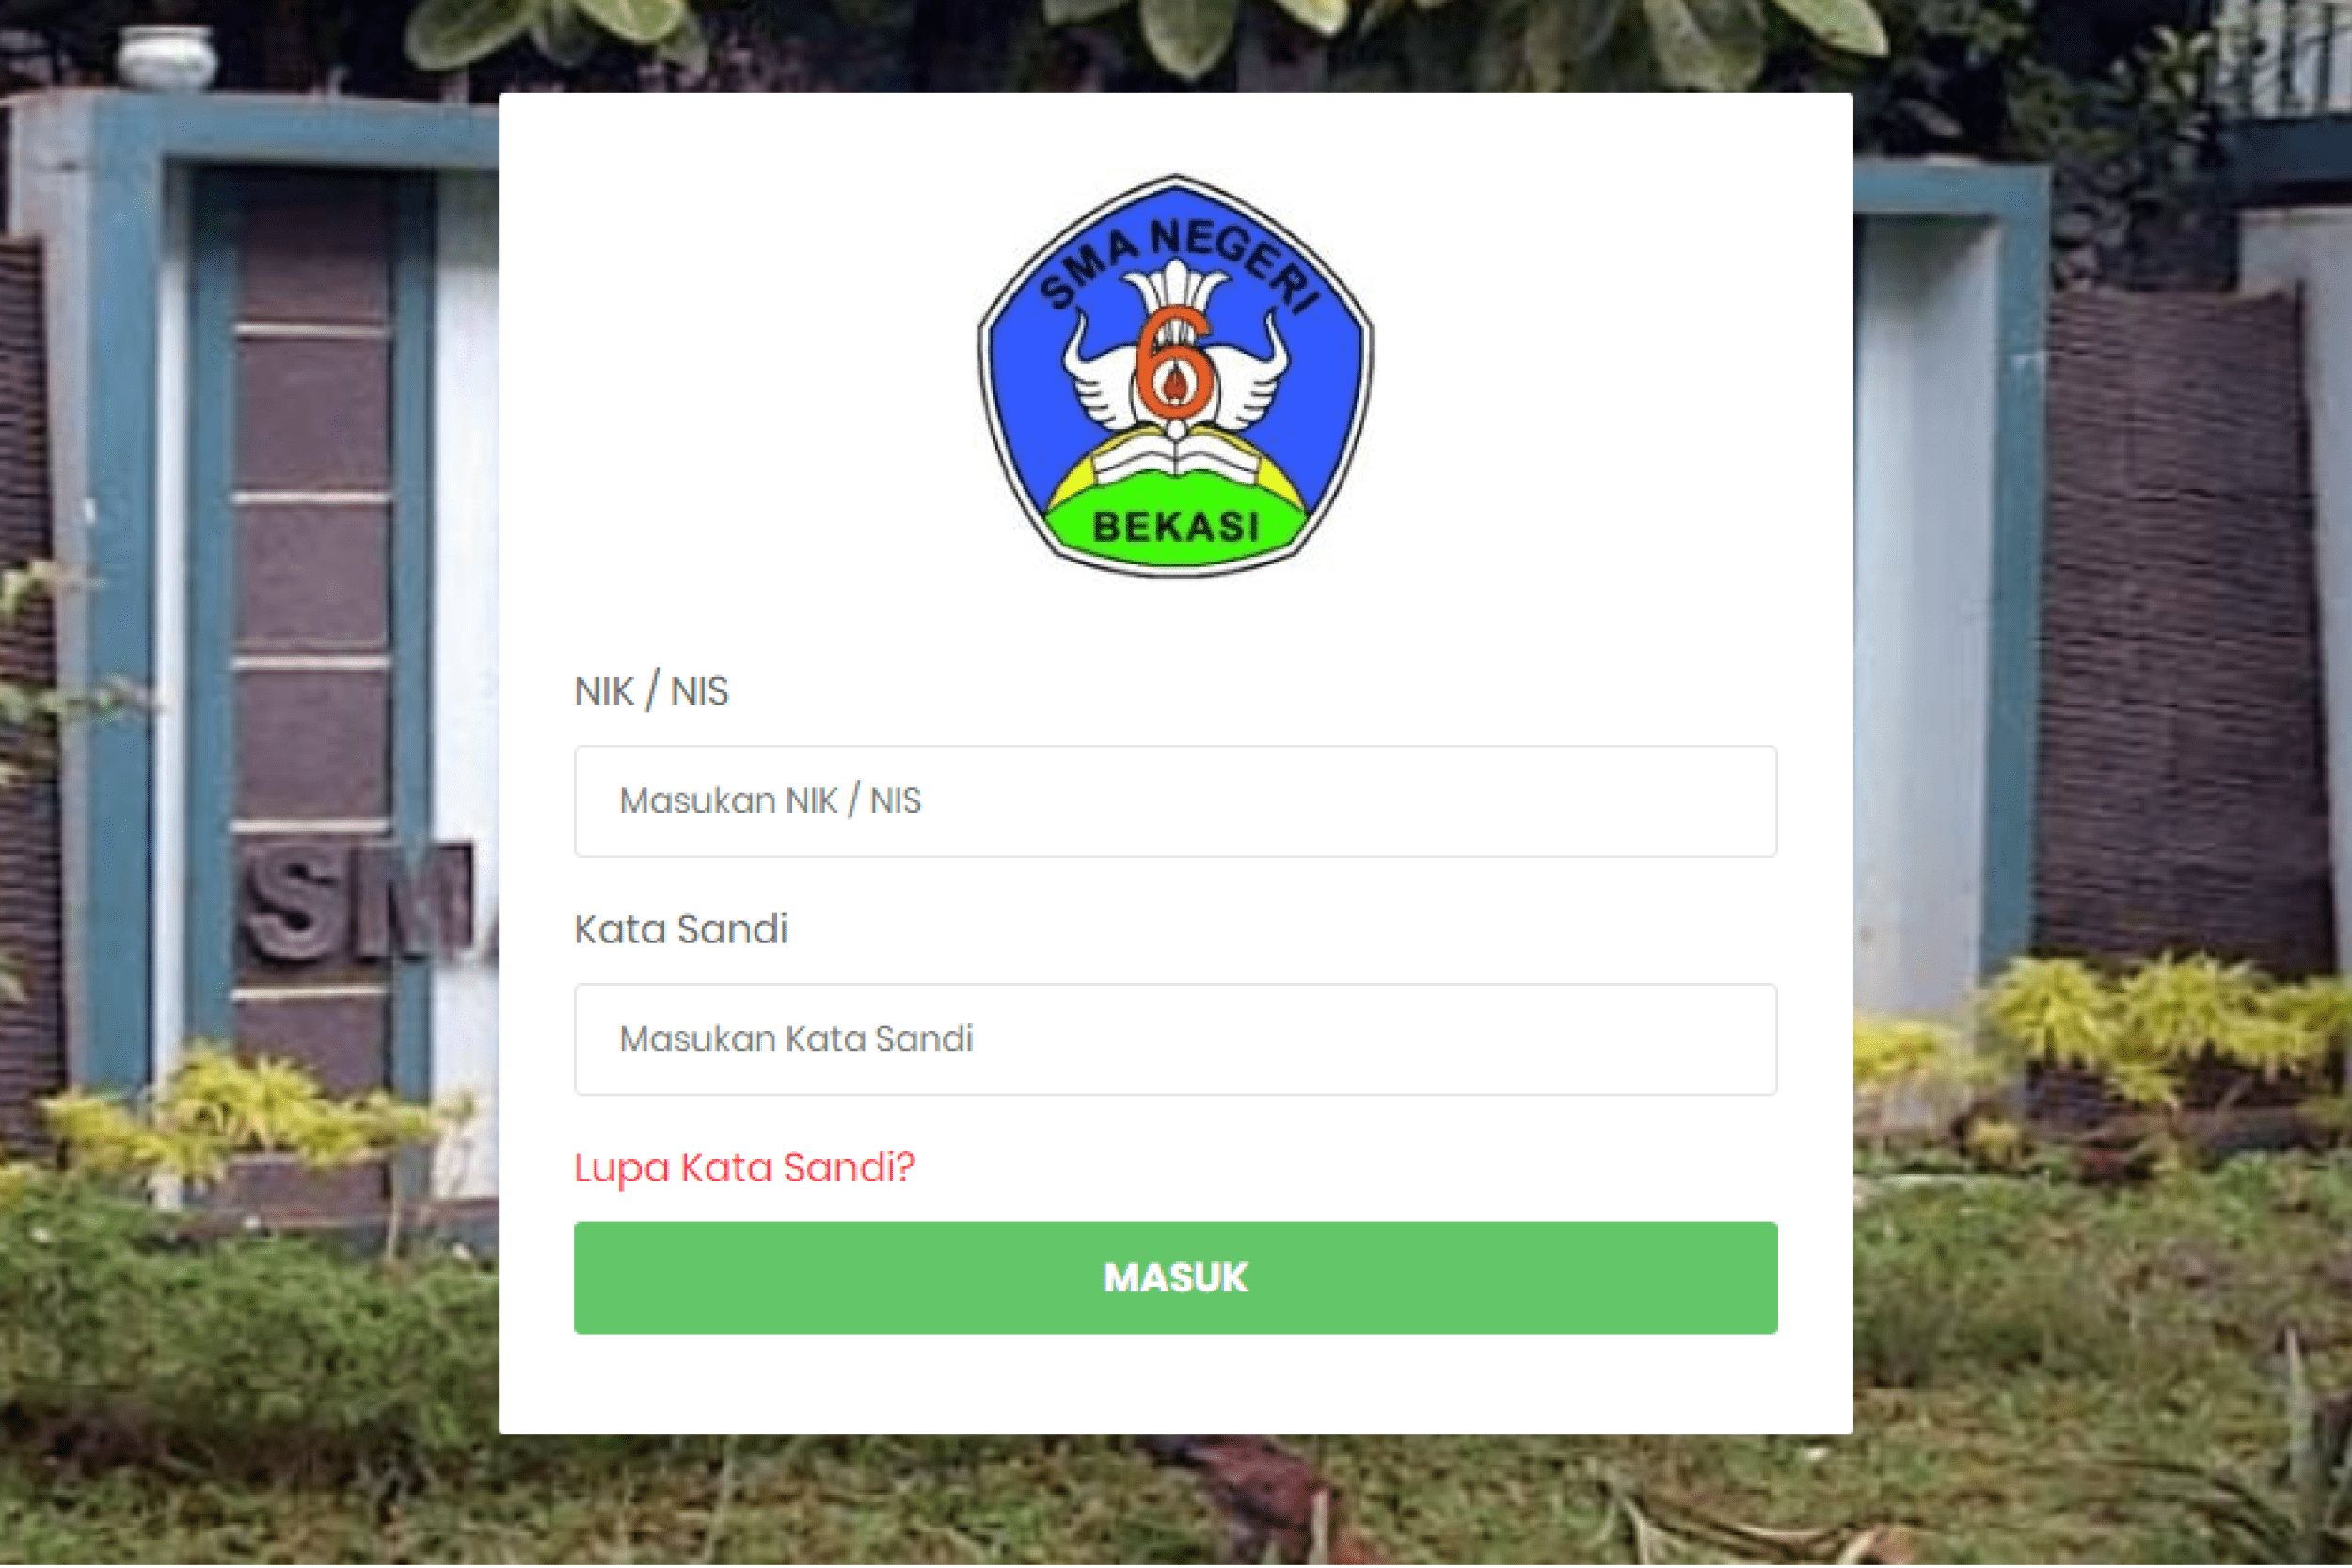 SMA NEGERI
6
BEKASI
NIK / NIS
Masukan NIK / NIS
Kata Sandi
SM
Masukan Kata Sandi
Lupa Kata Sandi?
MASUK